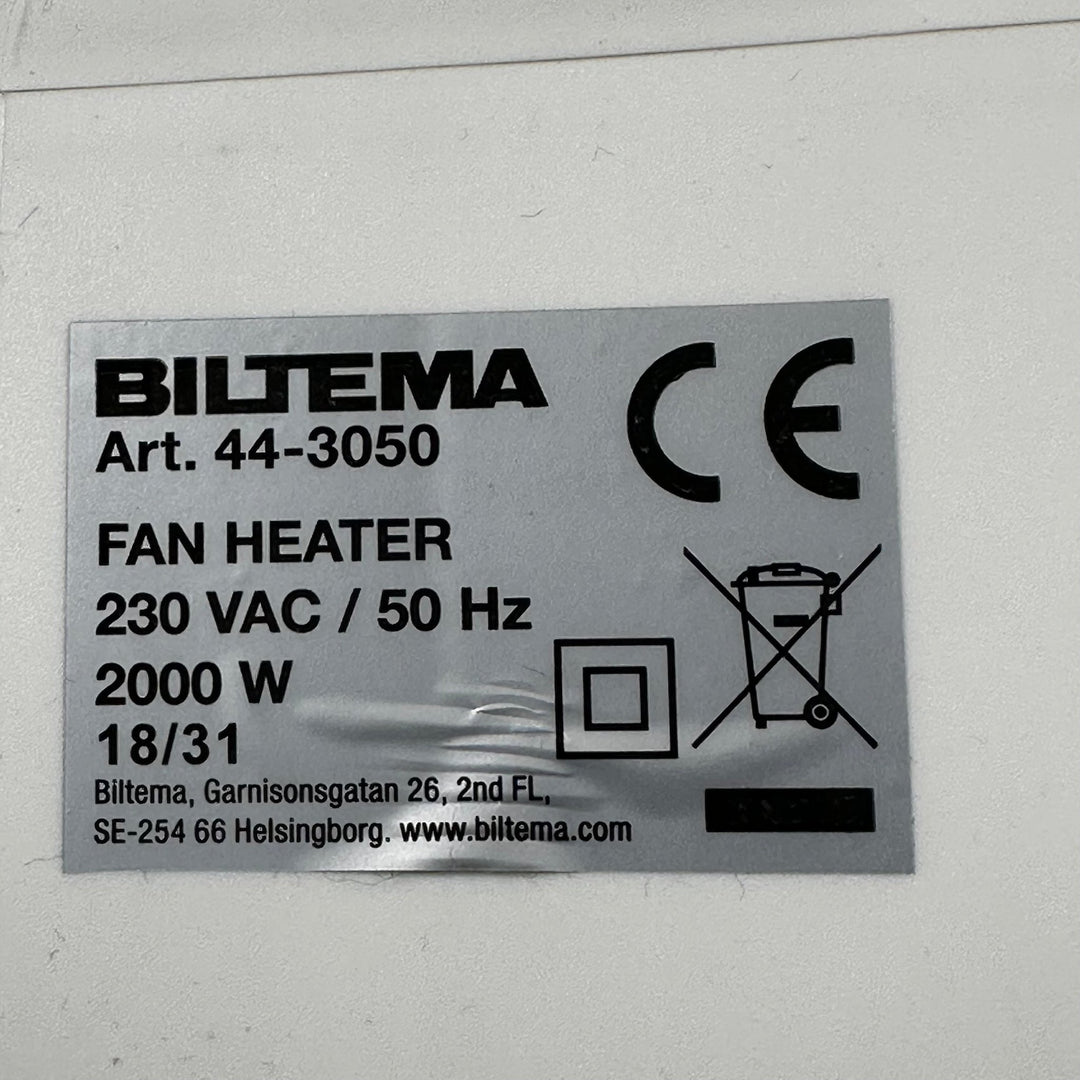 BILTEMA
Art. 44-3050
CE
FAN HEATER
230 VAC / 50 Hz
2000 W
18/31
Biltema, Garnisonsgatan 26, 2nd FL,
SE-254 66 Helsingborg. www.biltema.com